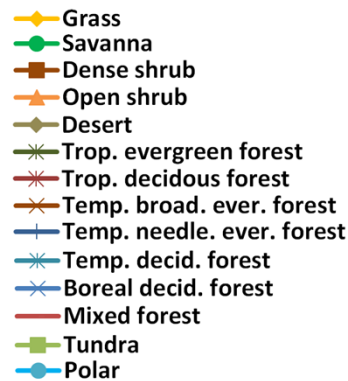 Grass
Savanna
Dense shrub
Open shrub
Desert
Trop. evergreen forest
Trop. decidous forest
Temp. broad. ever. forest
Temp. needle. ever. forest
Temp. decid. forest
Boreal decid. forest
Mixed forest
Tundra
Polar